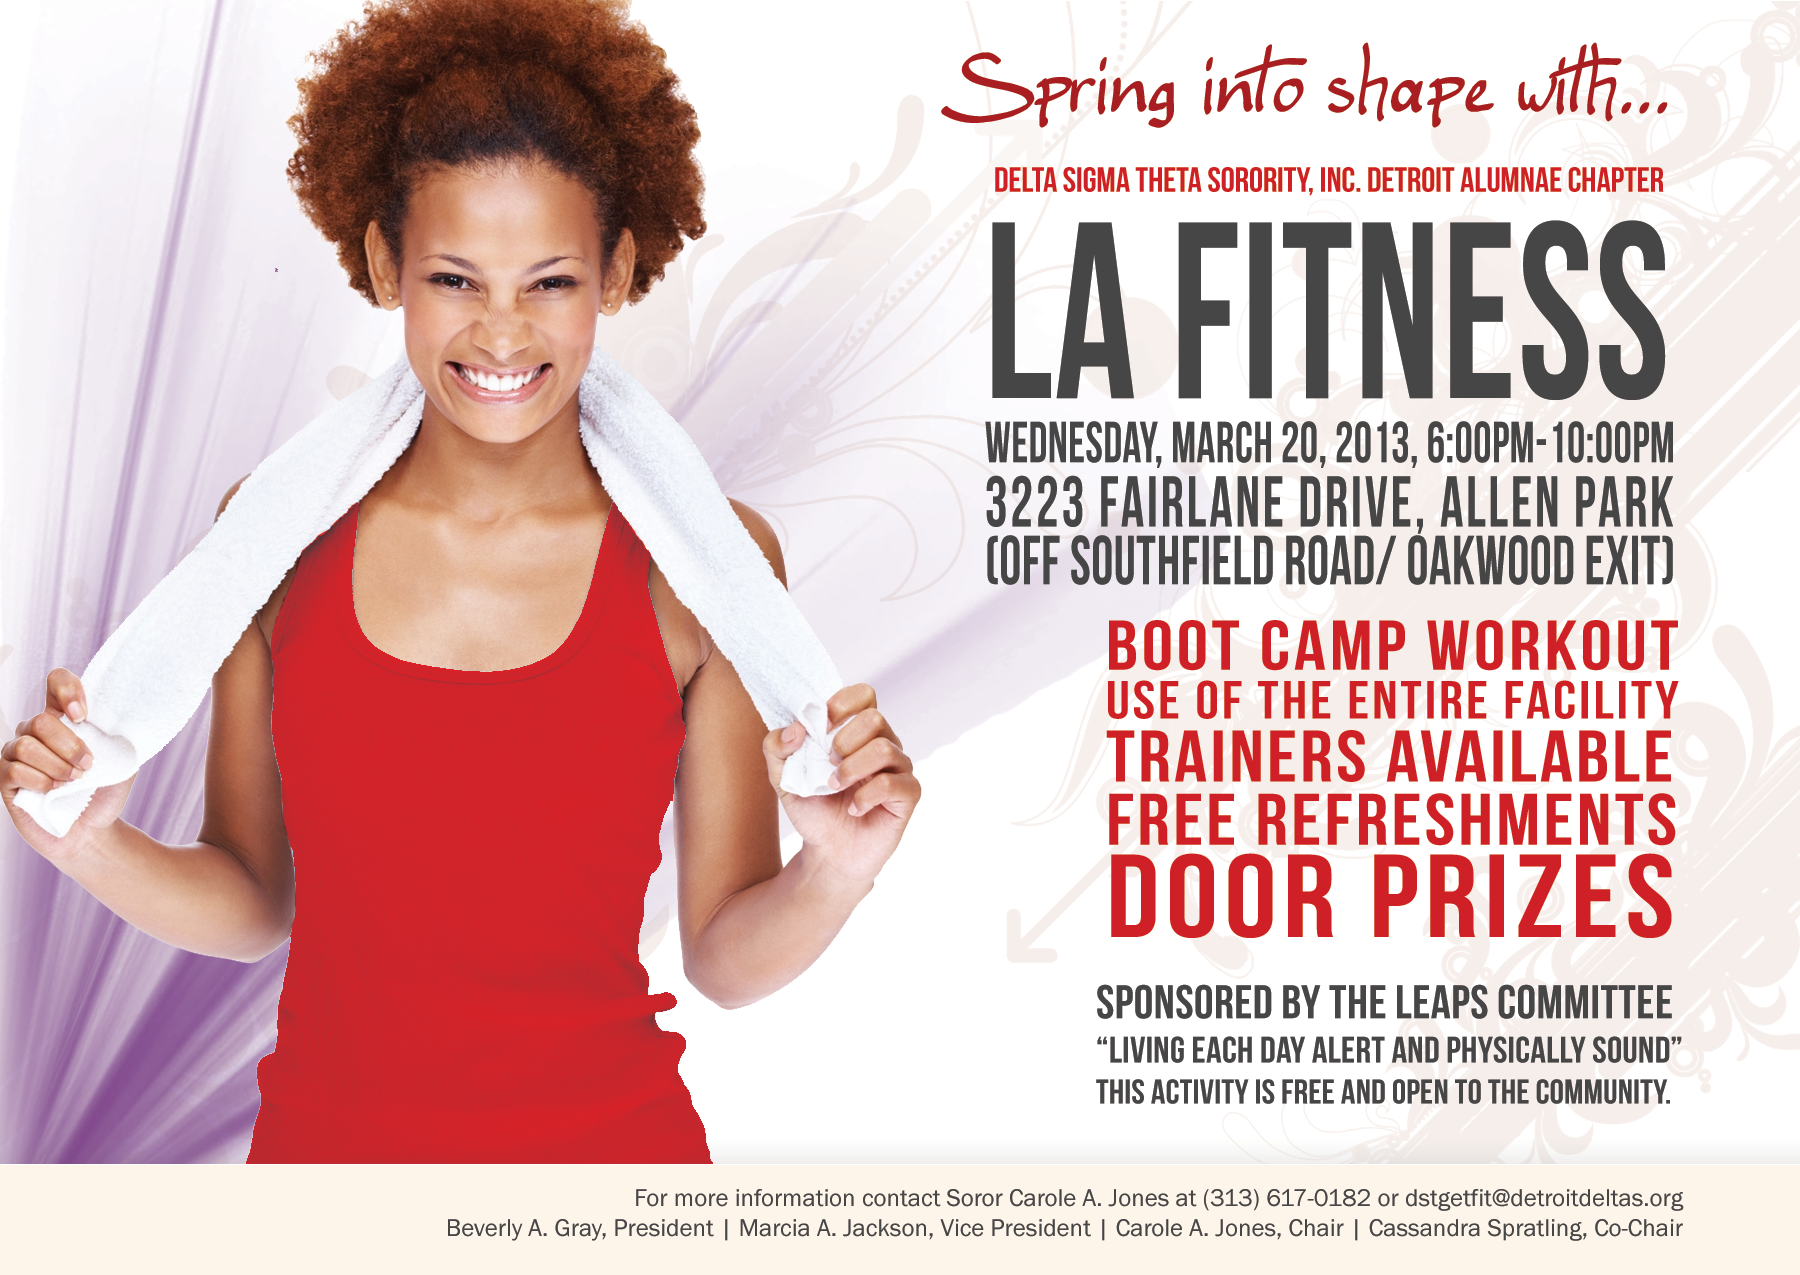 Spring into shape with...
DELTA SIGMA THETA SORORITY, INC. DETROIT ALUMNAE CHAPTER
LA FITNESS
WEDNESDAY, MARCH 20, 2013, 6:00PM-10:00PM
3223 FAIRLANE DRIVE, ALLEN PARK
(OFF SOUTHFIELD ROAD/ OAKWOOD EXIT)
BOOT CAMP WORKOUT
USE OF THE ENTIRE FACILITY
TRAINERS AVAILABLE
FREE REFRESHMENTS
DOOR PRIZES
SPONSORED BY THE LEAPS COMMITTEE
“LIVING EACH DAY ALERT AND PHYSICALLY SOUND”
THIS ACTIVITY IS FREE AND OPEN TO THE COMMUNITY.
For more information contact Soror Carole A. Jones at (313) 617-0182 or dstgetfit@detroitdeltas.org
Beverly A. Gray, President | Marcia A. Jackson, Vice President | Carole A. Jones, Chair | Cassandra Spratling, Co-Chair